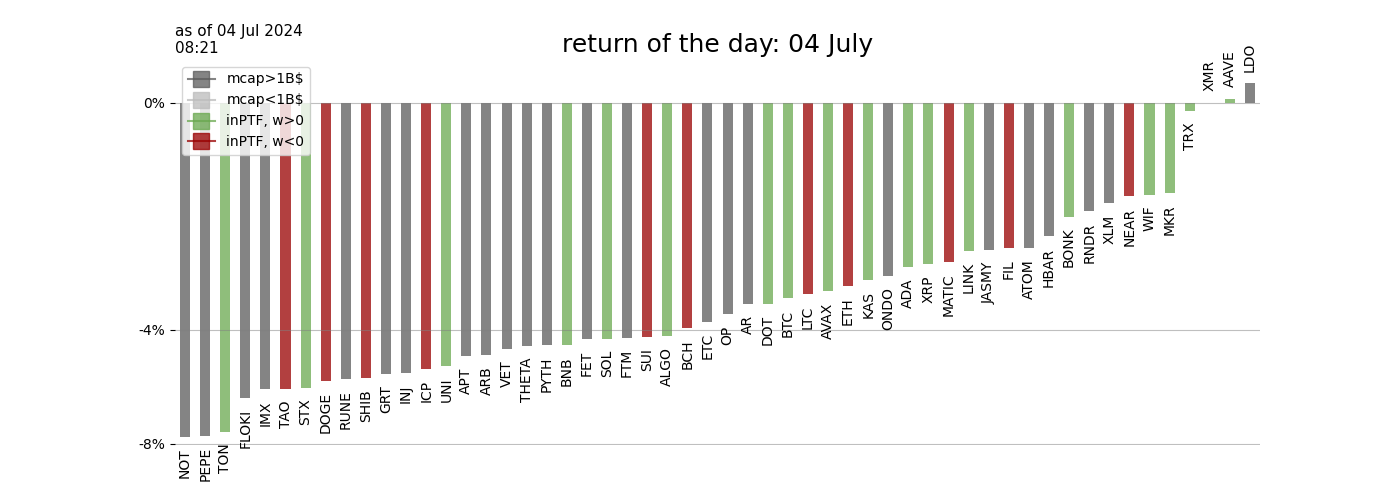 as of 04 Jul 2024
08:21
return of the day: 04 July
mcap>1B$
mcap<1B$
inPTF, w>0
inPTF, w<0
0%
-4%
-8%
NOT
PEPE
TON
FLOKI
IMX
TAO
STX
DOGE
RUNE
SHIB
GRT
INJ
ICP
UNI
APT
ARB
VET
THETA
PYTH
BNB
FET
SOL
FTM
SUI
ALGO
BCH
ETC
OP
AR
DOT
BTC
LTC
AVAX
ETH
KAS
ONDO
ADA
XRP
MATIC
LINK
JASMY
FIL
ATOM
HBAR
BONK
RNDR
XLM
NEAR
WIF
MKR
TRX
XMR
AAVE
LDO